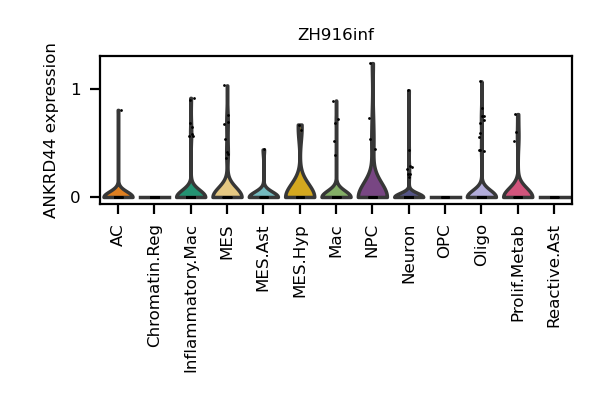 ZH916inf
ANKRD44 expression
1
0
AC
Chromatin.Reg
Inflammatory.Mac
MES
MES.Ast
MES.Hyp
Mac
NPC
Neuron
OPC
Oligo
Prolif.Metab
Reactive.Ast